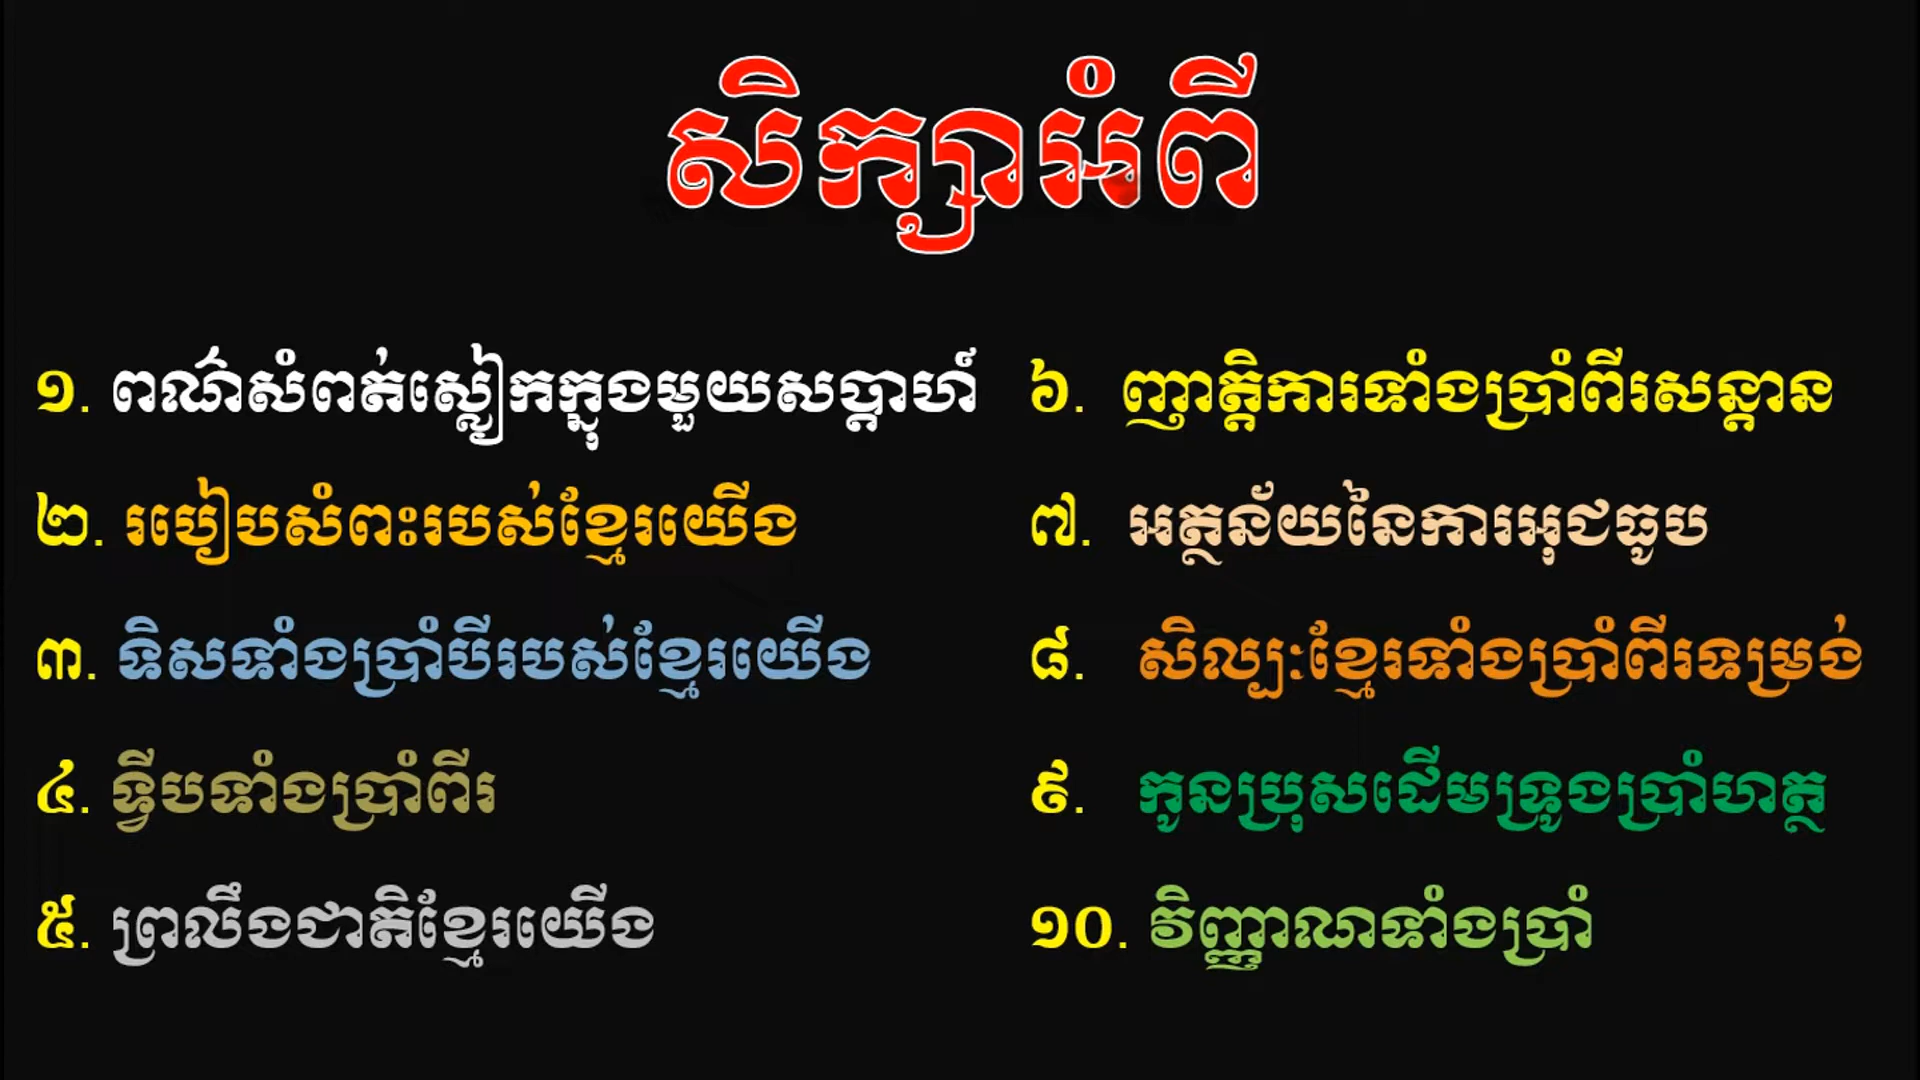 សិក្សាអំពី
១. ពណ៌សំពត់ស្លៀកក្នុងមួយសប្ដាហ៍
២. របៀបសំពះរបស់ខ្មែរយើង
៣. ទិសទាំងប្រាំបីរបស់ខ្មែរយើង
៤. ទ្វីបទាំងប្រាំពីរ
៥. ព្រលឹងជាតិខ្មែរយើង
៦. ញាត្តិការទាំងប្រាំពីរសន្តាន
៧. អត្ថន័យនៃការអុជធូប
៨. សិល្បៈខ្មែរទាំងប្រាំពីរទម្រង់
៩. កូនប្រុសដើមទ្រូងប្រាំហត្ថ
១០. វិញ្ញាណទាំងប្រាំ